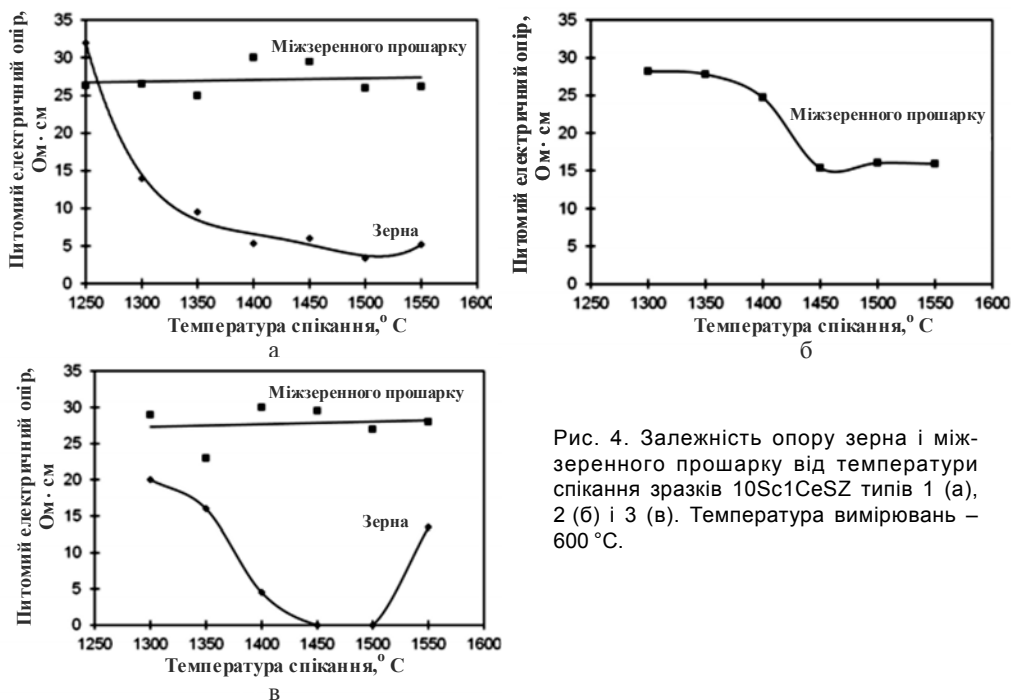 Питомий електричний опір,
Ом· см
35
30
25
20
15
10
5
0
Міжзеренного прошарку
Зерна
1250 1300 1350 1400 1450 1500 1550 1600
Температура спікання,° С
а
Питомий електричний опір,
Ом· см
35
30
25
20
15
10
5
0
Міжзеренного прошарку
1250 1300 1350 1400 1450 1500 1550 1600
Температура спікання,° С
б
Питомий електричний опір,
Ом· см
35
30
25
20
15
10
5
0
Міжзеренного прошарку
Зерна
1250 1300 1350 1400 1450 1500 1550 1600
Температура спікання,° С
в
Рис. 4. Залежність опору зерна і між-
зеренного прошарку від температури
спікання зразків 10Sc1CeSZ типів 1 (а),
2 (б) і 3 (в). Температура вимірювань –
600 °С.